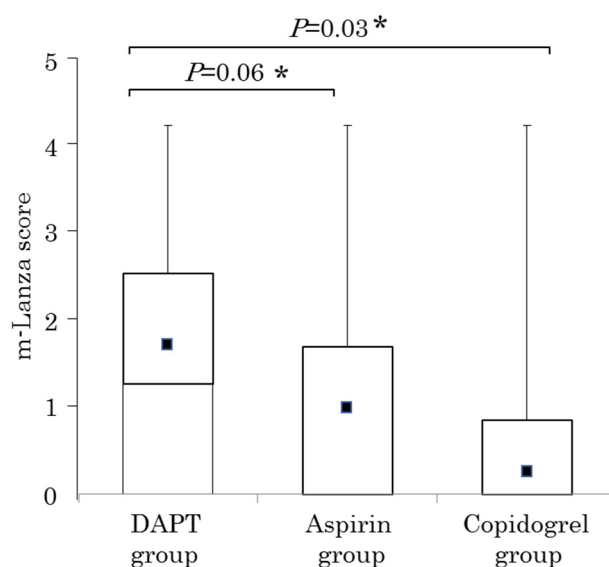 P=0.03*
P=0.06 *
5
4
3
2
1
0
m-Lanza score
DAPT group
Aspirin group
Copidogrel group